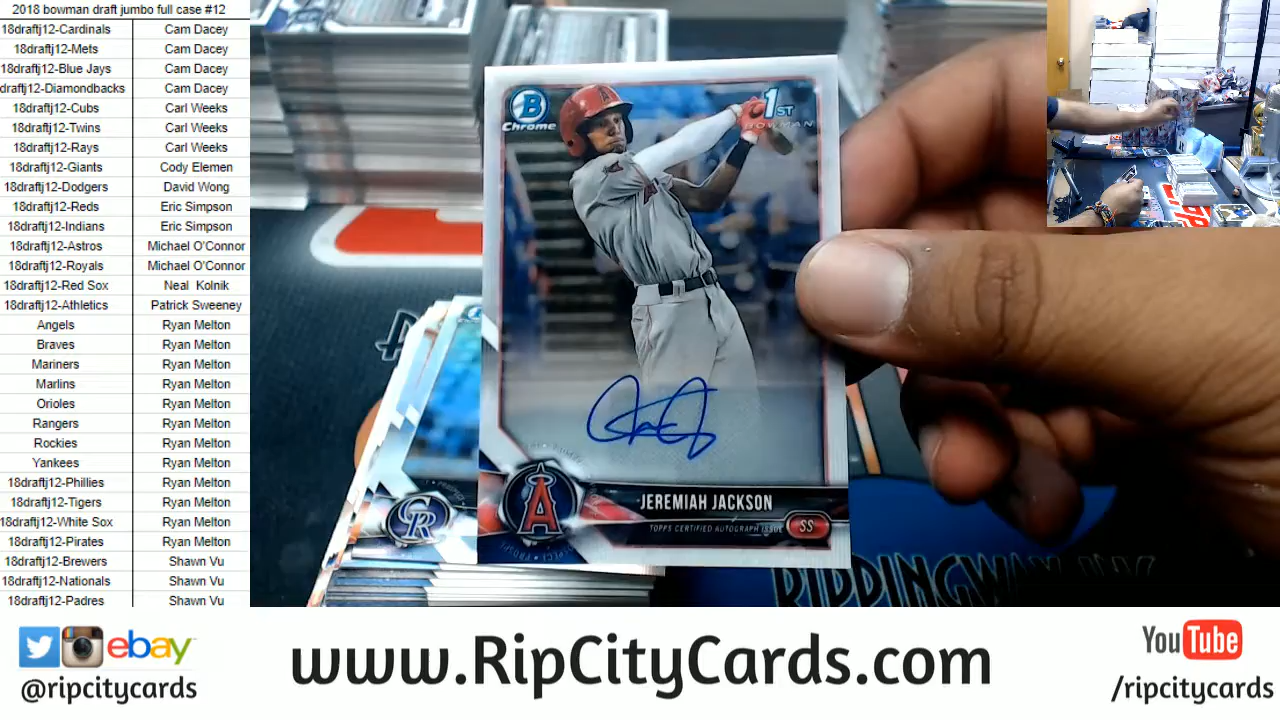 2018 bowman draft jumbo full case #12
18draftj12-Cardinals Cam Dacey
18draftj12-Mets Cam Dacey
18draftj12-Blue Jays Cam Dacey
draftj12-Diamondbacks Cam Dacey
18draftj12-Cubs Carl Weeks
18draftj12-Twins Carl Weeks
18draftj12-Rays Carl Weeks
18draftj12-Giants Cody Elemen
18draftj12-Dodgers David Wong
18draftj12-Reds Eric Simpson
18draftj12-Indians Eric Simpson
18draftj12-Astros Michael O'Connor
18draftj12-Royals Michael O'Connor
18draftj12-Red Sox Neal Kolnik
18draftj12-Athletics Patrick Sweeney
Angels Ryan Melton
Braves Ryan Melton
Mariners Ryan Melton
Marlins Ryan Melton
Orioles Ryan Melton
Rangers Ryan Melton
Rockies Ryan Melton
Yankees Ryan Melton
18draftj12-Phillies Ryan Melton
18draftj12-Tigers Ryan Melton
18draftj12-White Sox Ryan Melton
18draftj12-Pirates Ryan Melton
18draftj12-Brewers Shawn Vu
18draftj12-Nationals Shawn Vu
18draftj12-Padres Shawn Vu
B
Chrome
1ST
BOWMAN
A
CR
JEREMIAH JACKSON
TOPPS CERTIFIED AUTOGRAPH ISSUE
SS
ebay
@ripcitycards
www.RipCityCards.com
YouTube
/ripcitycards